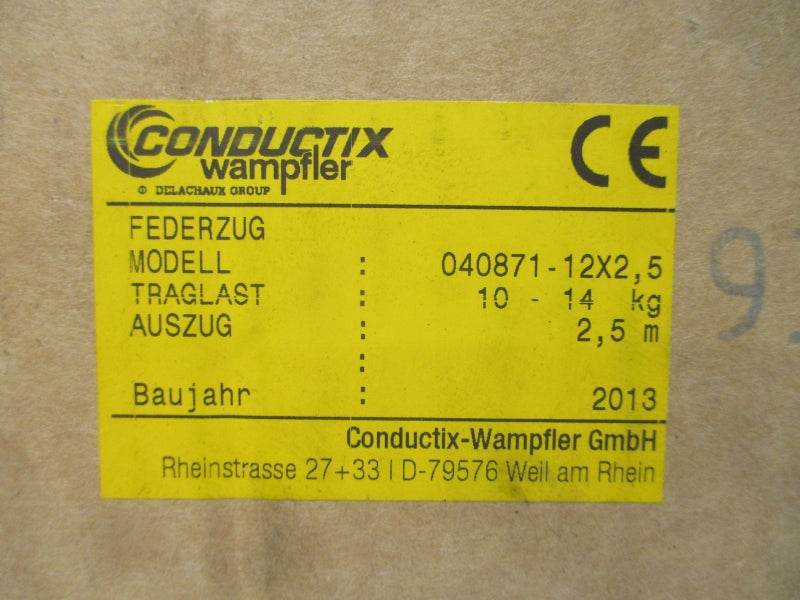 CONDUCTIX
wampfler
DELACHAUX GROUP
CE
FEDERZUG
MODELL : 040871-12X2,5
TRAGLAST : 10 - 14 kg
AUSZUG : 2,5 m
:
Baujahr : 2013
Conductix-Wampfler GmbH
Rheinstrasse 27+33 | D-79576 Weil am Rhein